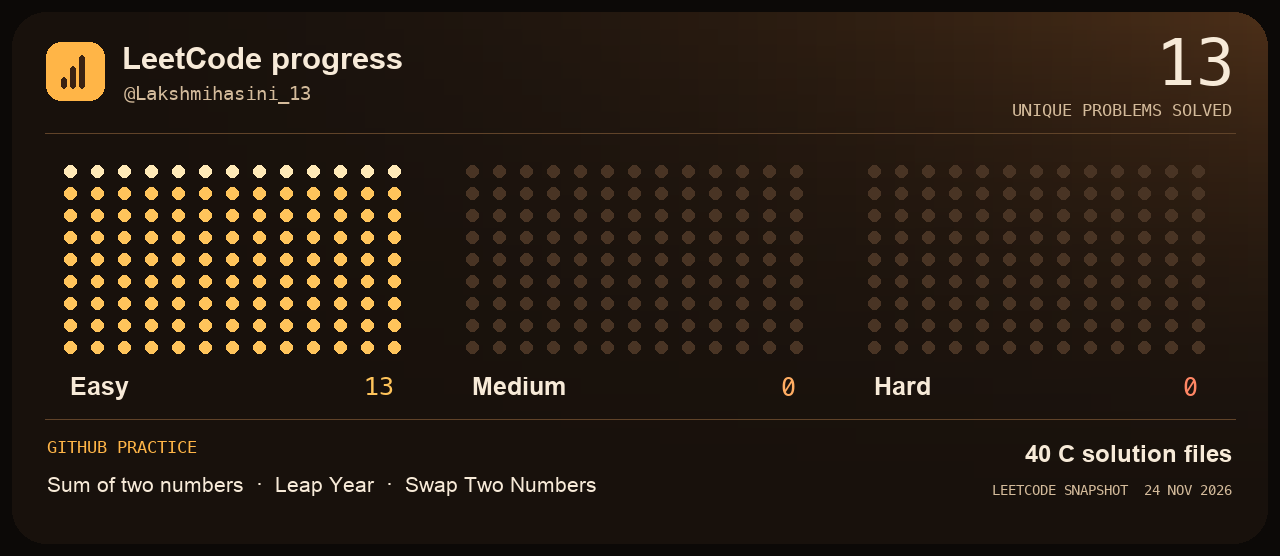 LeetCode progress
@Lakshmihasini_13
13
UNIQUE PROBLEMS SOLVED
Easy 13
Medium 0
Hard 0
GITHUB PRACTICE
Sum of two numbers · Leap Year · Swap Two Numbers
40 C solution files
LEETCODE SNAPSHOT 24 NOV 2026